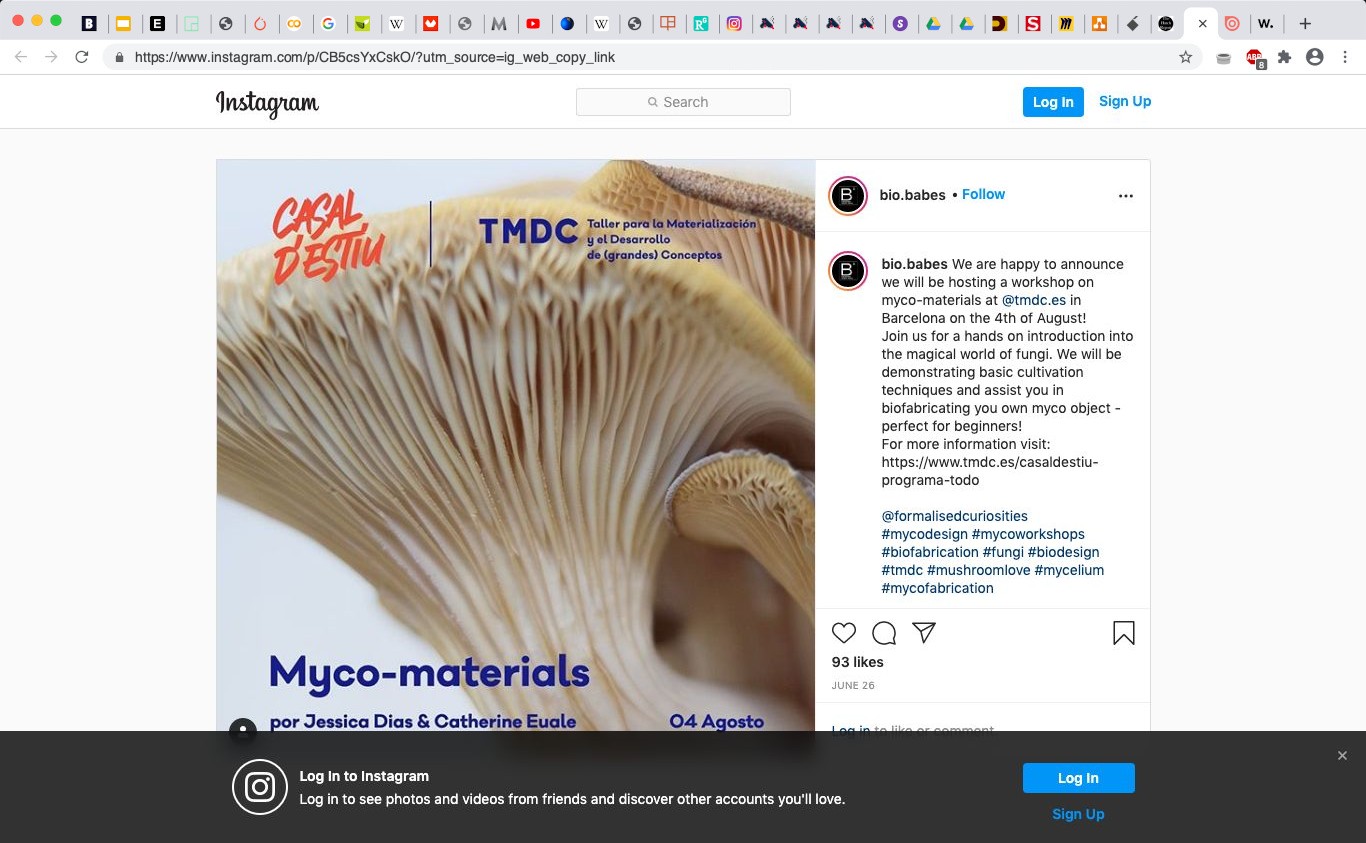 https://www.instagram.com/p/CB5csYxCskO/?utm_source=ig_web_copy_link
ABP
8
Instagram
Search
Log In
Sign Up
CASAL
D'ESTIU
TMDC
Taller para la Materialización
y el Desarrollo
de (grandes) Conceptos
Myco-materials
por Jessica Dias & Catherine Euale
04 Agosto
bio.babes • Follow
bio.babes We are happy to announce
we will be hosting a workshop on
myco-materials at @tmdc.es in
Barcelona on the 4th of August!
Join us for a hands on introduction into
the magical world of fungi. We will be
demonstrating basic cultivation
techniques and assist you in
biofabricating you own myco object -
perfect for beginners!
For more information visit:
https://www.tmdc.es/casaldestiu-
programa-todo
@formalisedcuriosities
#mycodesign #mycoworkshops
#biofabrication #fungi #biodesign
#tmdc #mushroomlove #mycelium
#mycofabrication
93 likes
JUNE 26
Log in to like or comment.
Log In to Instagram
Log in to see photos and videos from friends and discover other accounts you'll love.
Log In
Sign Up